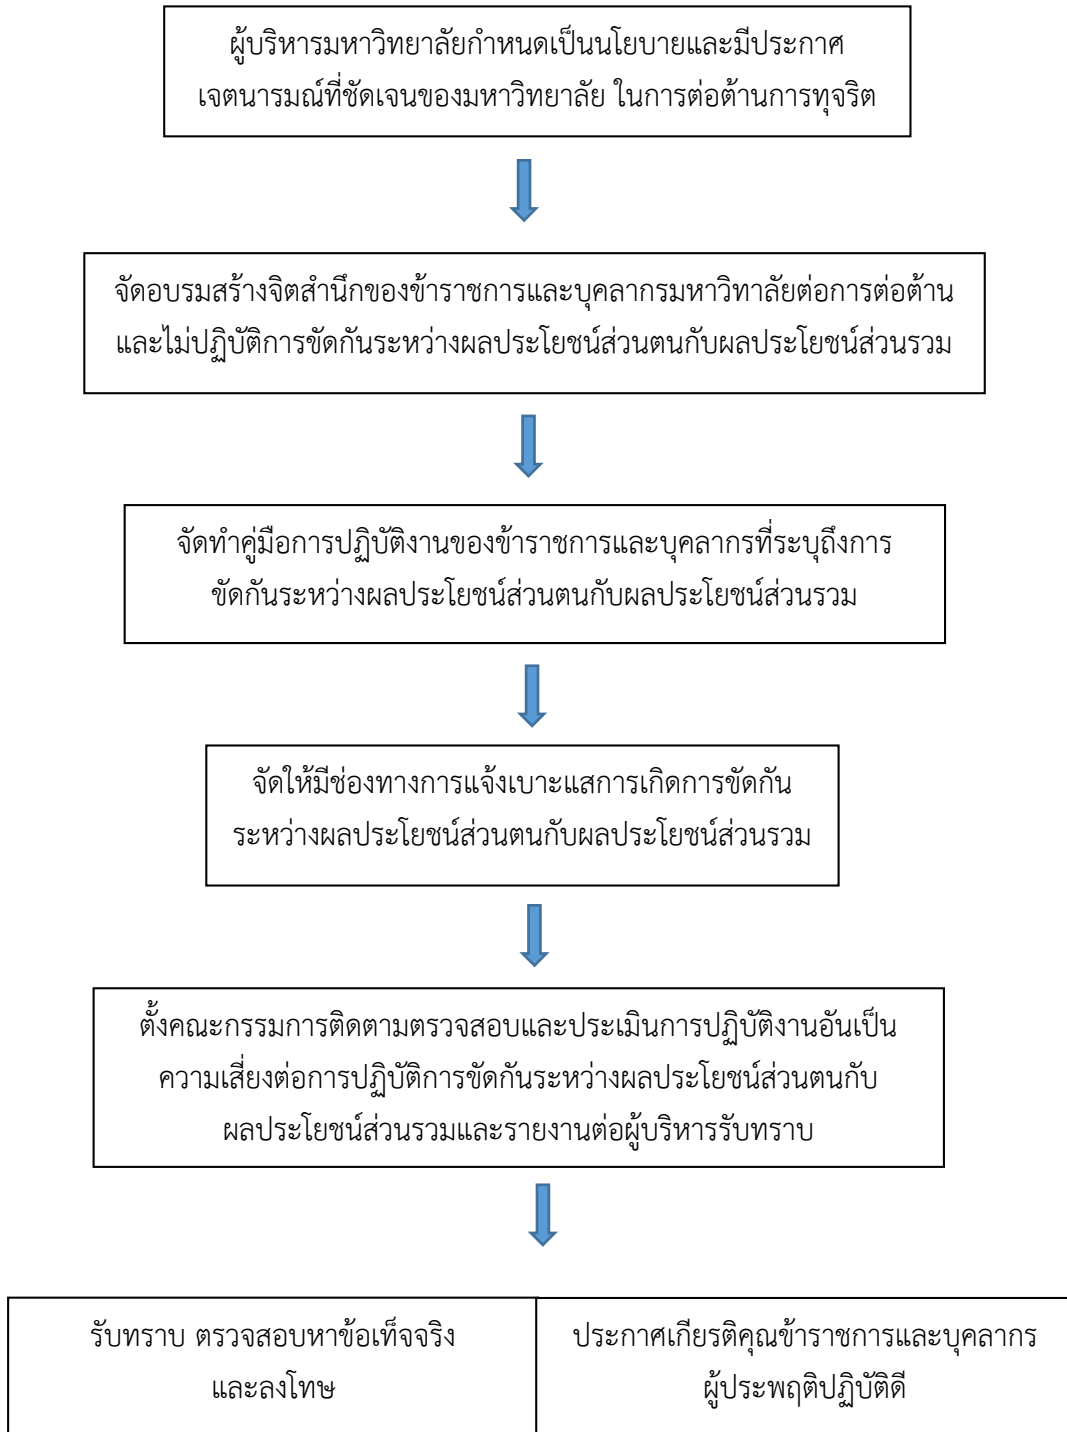 ผู้บริหารมหาวิทยาลัยกำหนดเป็นนโยบายและมีประกาศ
เจตนารมณ์ที่ชัดเจนของมหาวิทยาลัย ในการต่อต้านการทุจริต
จัดอบรมสร้างจิตสำนึกของข้าราชการและบุคลากรมหาวิทาลัยต่อการต่อต้าน
และไม่ปฏิบัติการขัดกันระหว่างผลประโยชน์ส่วนตนกับผลประโยชน์ส่วนรวม
จัดทำคู่มือการปฏิบัติงานของข้าราชการและบุคลากรที่ระบุถึงการ
ขัดกันระหว่างผลประโยชน์ส่วนตนกับผลประโยชน์ส่วนรวม
จัดให้มีช่องทางการแจ้งเบาะแสการเกิดการขัดกัน
ระหว่างผลประโยชน์ส่วนตนกับผลประโยชน์ส่วนรวม
ตั้งคณะกรรมการติดตามตรวจสอบและประเมินการปฏิบัติงานอันเป็น
ความเสี่ยงต่อการปฏิบัติการขัดกันระหว่างผลประโยชน์ส่วนตนกับ
ผลประโยชน์ส่วนรวมและรายงานต่อผู้บริหารรับทราบ
รับทราบ ตรวจสอบหาข้อเท็จจริง
และลงโทษ
ประกาศเกียรติคุณข้าราชการและบุคลากร
ผู้ประพฤติปฏิบัติดี